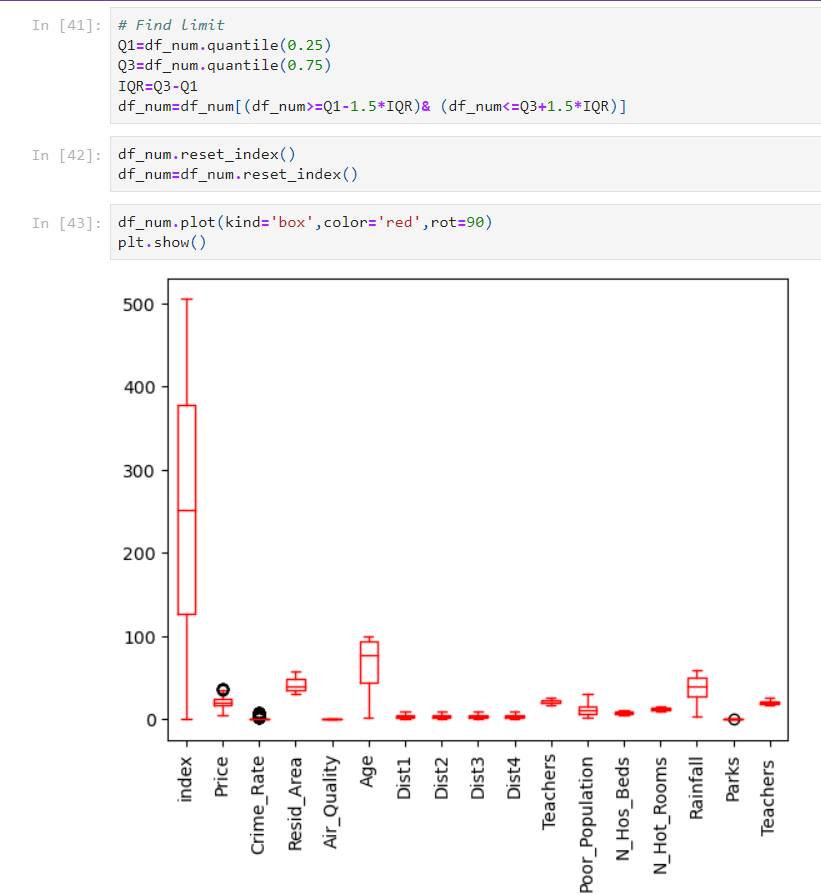 In [41]:
# Find limit
Q1=df_num.quantile(0.25)
Q3=df_num.quantile(0.75)
IQR=Q3-Q1
df_num=df_num[(df_num>=Q1-1.5*IQR)& (df_num<=Q3+1.5*IQR)]
In [42]:
df_num.reset_index()
df_num=df_num.reset_index()
In [43]:
df_num.plot(kind='box',color='red',rot=90)
plt.show()
500
400
300
200
100
0
index
Price
Crime_Rate
Resid_Area
Air_Quality
Age
Dist1
Dist2
Dist3
Dist4
Teachers
Poor_Population
N_Hos_Beds
N_Hot_Rooms
Rainfall
Parks
Teachers